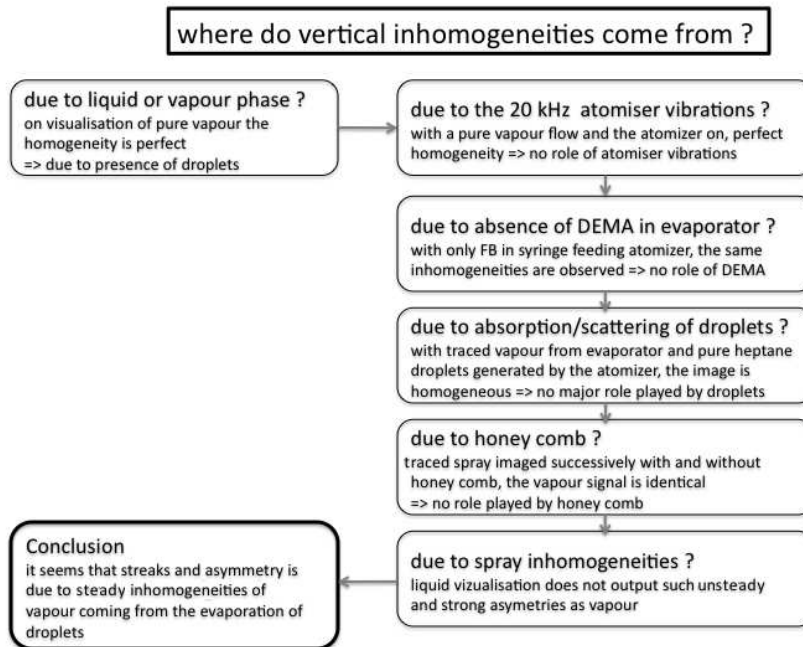 where do vertical inhomogeneities come from ?
due to liquid or vapour phase ?
on visualisation of pure vapour the
homogeneity is perfect
=> due to presence of droplets
due to the 20 kHz atomiser vibrations ?
with a pure vapour flow and the atomizer on, perfect
homogeneity => no role of atomiser vibrations
due to absence of DEMA in evaporator ?
with only FB in syringe feeding atomizer, the same
inhomogeneities are observed => no role of DEMA
due to absorption/scattering of droplets ?
with traced vapour from evaporator and pure heptane
droplets generated by the atomizer, the image is
homogeneous => no major role played by droplets
due to honey comb ?
traced spray imaged successively with and without
honey comb, the vapour signal is identical
=> no role played by honey comb
due to spray inhomogeneities ?
liquid vizualisation does not output such unsteady
and strong asymetries as vapour
Conclusion
it seems that streaks and asymmetry is
due to steady inhomogeneities of
vapour coming from the evaporation of
droplets